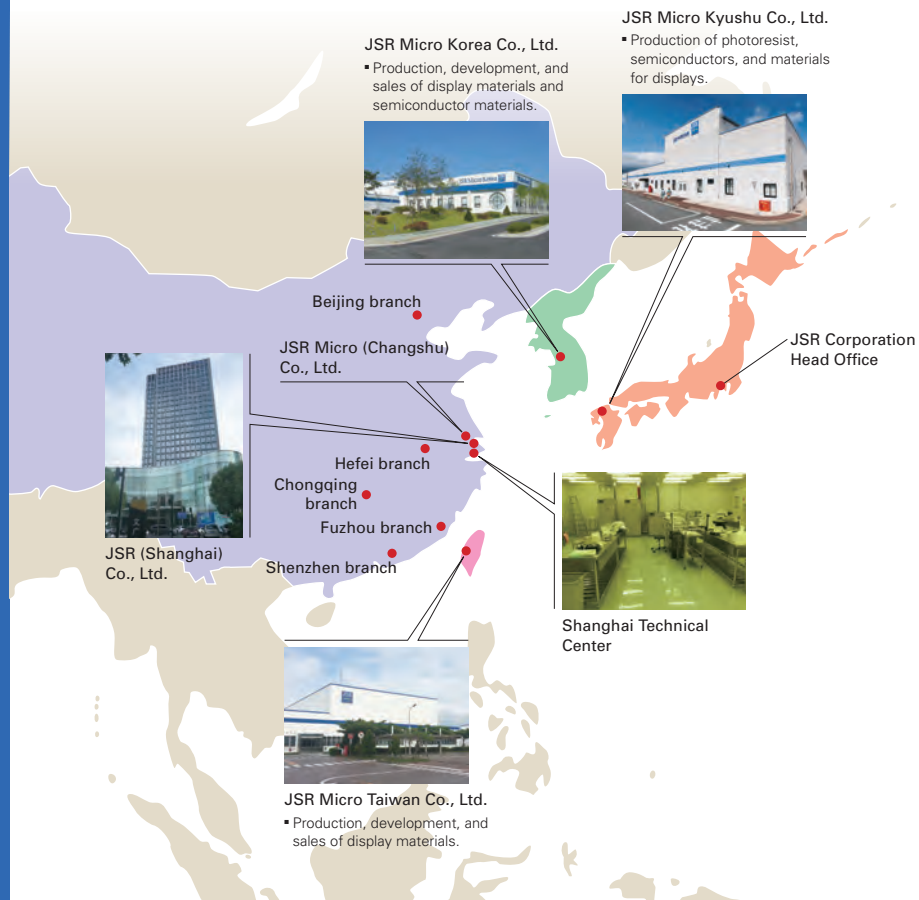 JSR Micro Kyushu Co., Ltd.
▪ Production of photoresist,
semiconductors, and materials
for displays.
JSR Micro Korea Co., Ltd.
▪ Production, development, and
sales of display materials and
semiconductor materials.
Beijing branch
JSR Micro (Changshu)
Co., Ltd.
JSR Corporation
Head Office
Hefei branch
Chongqing
branch
Fuzhou branch
Shenzhen branch
JSR (Shanghai)
Co., Ltd.
Shanghai Technical
Center
JSR Micro Taiwan Co., Ltd.
▪ Production, development, and
sales of display materials.